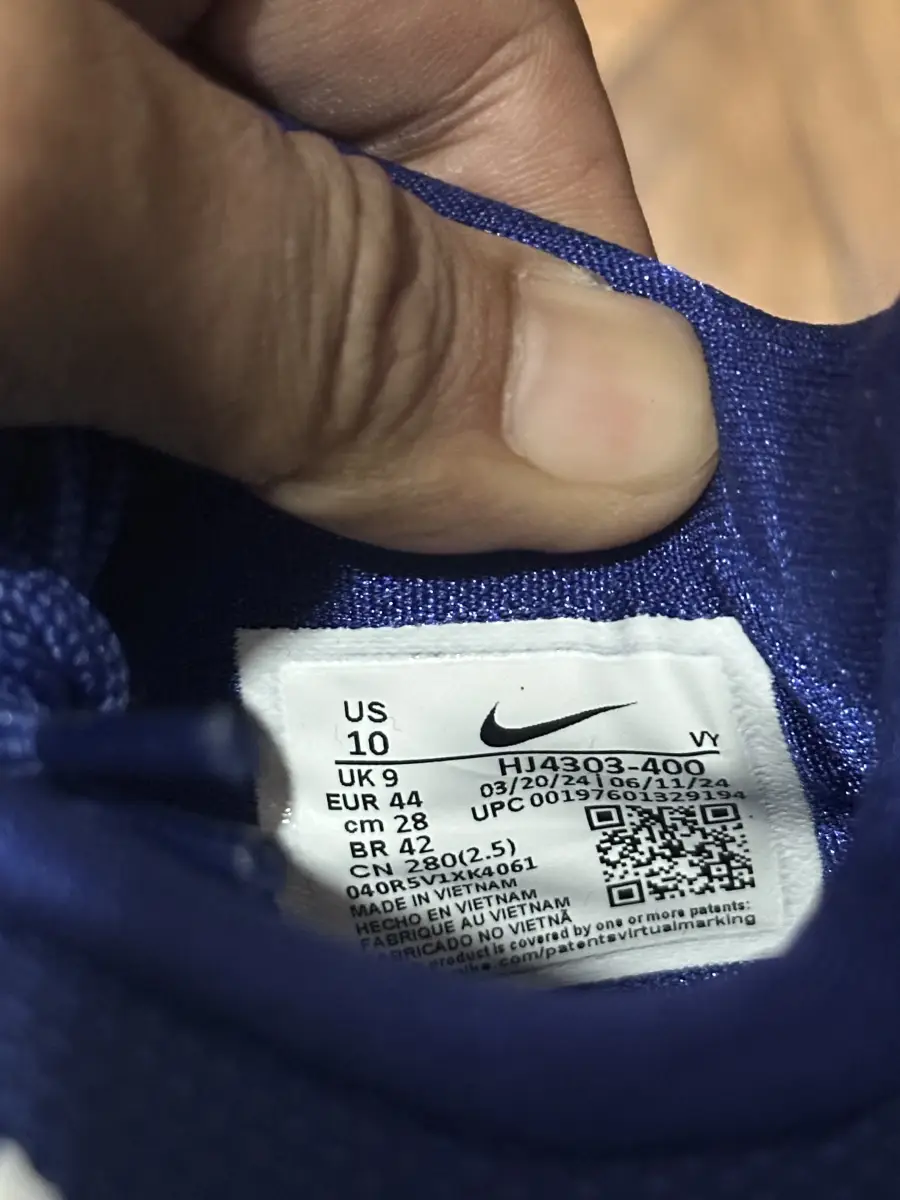 US
10
VY
UK 9
HJ4303-400
EUR 44
03/20/24 | 06/11/24
cm 28
UPC 00197601329194
BR 42
CN 280(2.5)
040R5V1XK4061
MADE IN VIETNAM
HECHO EN VIETNAM
FABRIQUE AU VIETNAM
FABRICADO NO VIETNÃ
product is covered by one or more patents:
.com/patentsvirtualmarking